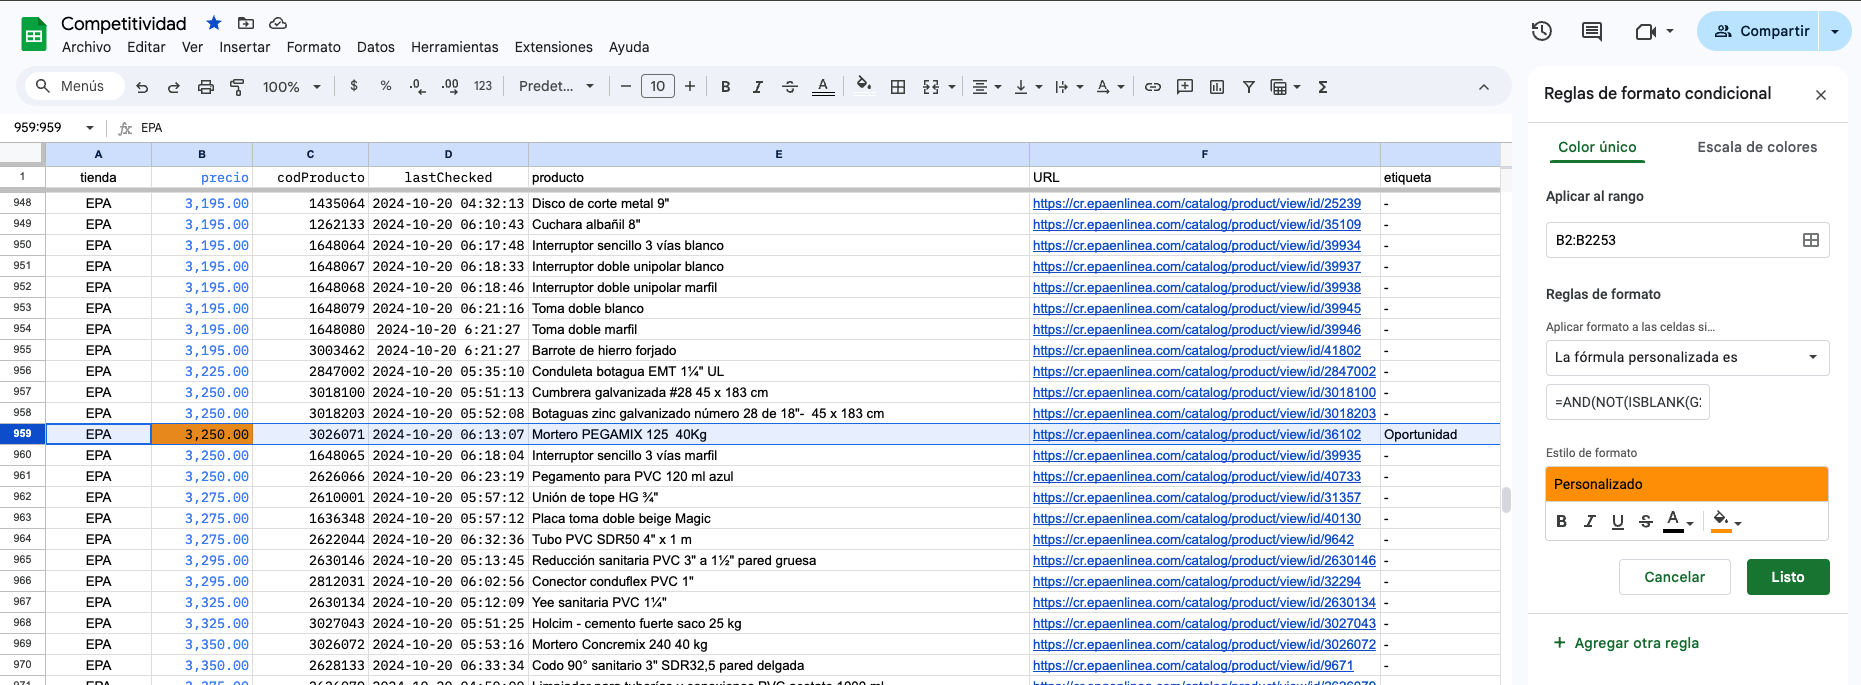 Competitividad
Archivo Editar Ver Insertar Formato Datos Herramientas Extensiones Ayuda
Compartir
Menús 100% $ % .0 .00 123 Predet... 10 B I S A Σ
959:959 fx EPA
A B C D E F
1 tienda precio codProducto lastChecked producto URL etiqueta
948 EPA 3,195.00 1435064 2024-10-20 04:32:13 Disco de corte metal 9" https://cr.epaenlinea.com/catalog/product/view/id/25239 -
949 EPA 3,195.00 1262133 2024-10-20 06:10:43 Cuchara albañil 8" https://cr.epaenlinea.com/catalog/product/view/id/35109 -
950 EPA 3,195.00 1648064 2024-10-20 06:17:48 Interruptor sencillo 3 vías blanco https://cr.epaenlinea.com/catalog/product/view/id/39934 -
951 EPA 3,195.00 1648067 2024-10-20 06:18:33 Interruptor doble unipolar blanco https://cr.epaenlinea.com/catalog/product/view/id/39937 -
952 EPA 3,195.00 1648068 2024-10-20 06:18:46 Interruptor doble unipolar marfil https://cr.epaenlinea.com/catalog/product/view/id/39938 -
953 EPA 3,195.00 1648079 2024-10-20 06:21:16 Toma doble blanco https://cr.epaenlinea.com/catalog/product/view/id/39945 -
954 EPA 3,195.00 1648080 2024-10-20 6:21:27 Toma doble marfil https://cr.epaenlinea.com/catalog/product/view/id/39946 -
955 EPA 3,195.00 3003462 2024-10-20 6:21:27 Barrote de hierro forjado https://cr.epaenlinea.com/catalog/product/view/id/41802 -
956 EPA 3,225.00 2847002 2024-10-20 05:35:10 Conduleta botagua EMT 1¼" UL https://cr.epaenlinea.com/catalog/product/view/id/2847002 -
957 EPA 3,250.00 3018100 2024-10-20 05:51:13 Cumbrera galvanizada #28 45 x 183 cm https://cr.epaenlinea.com/catalog/product/view/id/3018100 -
958 EPA 3,250.00 3018203 2024-10-20 05:52:08 Botaguas zinc galvanizado número 28 de 18"- 45 x 183 cm https://cr.epaenlinea.com/catalog/product/view/id/3018203 -
959 EPA 3,250.00 3026071 2024-10-20 06:13:07 Mortero PEGAMIX 125 40Kg https://cr.epaenlinea.com/catalog/product/view/id/36102 Oportunidad
960 EPA 3,250.00 1648065 2024-10-20 06:18:04 Interruptor sencillo 3 vías marfil https://cr.epaenlinea.com/catalog/product/view/id/39935 -
961 EPA 3,250.00 2626066 2024-10-20 06:23:19 Pegamento para PVC 120 ml azul https://cr.epaenlinea.com/catalog/product/view/id/40733 -
962 EPA 3,275.00 2610001 2024-10-20 05:57:12 Unión de tope HG ¾" https://cr.epaenlinea.com/catalog/product/view/id/31357 -
963 EPA 3,275.00 1636348 2024-10-20 05:57:12 Placa toma doble beige Magic https://cr.epaenlinea.com/catalog/product/view/id/40130 -
964 EPA 3,275.00 2622044 2024-10-20 06:32:36 Tubo PVC SDR50 4" x 1 m https://cr.epaenlinea.com/catalog/product/view/id/9642 -
965 EPA 3,295.00 2630146 2024-10-20 05:13:45 Reducción sanitaria PVC 3" a 1½" pared gruesa https://cr.epaenlinea.com/catalog/product/view/id/2630146 -
966 EPA 3,295.00 2812031 2024-10-20 06:02:56 Conector conduflex PVC 1" https://cr.epaenlinea.com/catalog/product/view/id/32294 -
967 EPA 3,325.00 2630134 2024-10-20 05:12:09 Yee sanitaria PVC 1¼" https://cr.epaenlinea.com/catalog/product/view/id/2630134 -
968 EPA 3,325.00 3027043 2024-10-20 05:51:25 Holcim - cemento fuerte saco 25 kg https://cr.epaenlinea.com/catalog/product/view/id/3027043 -
969 EPA 3,350.00 3026072 2024-10-20 05:53:16 Mortero Concremix 240 40 kg https://cr.epaenlinea.com/catalog/product/view/id/3026072 -
970 EPA 3,350.00 2628133 2024-10-20 06:33:34 Codo 90° sanitario 3" SDR32,5 pared delgada https://cr.epaenlinea.com/catalog/product/view/id/9671 -
Reglas de formato condicional
Color único Escala de colores
Aplicar al rango
B2:B2253
Reglas de formato
Aplicar formato a las celdas si...
La fórmula personalizada es
=AND(NOT(ISBLANK(G2
Estilo de formato
Personalizado
B I U S A
Cancelar Listo
+ Agregar otra regla